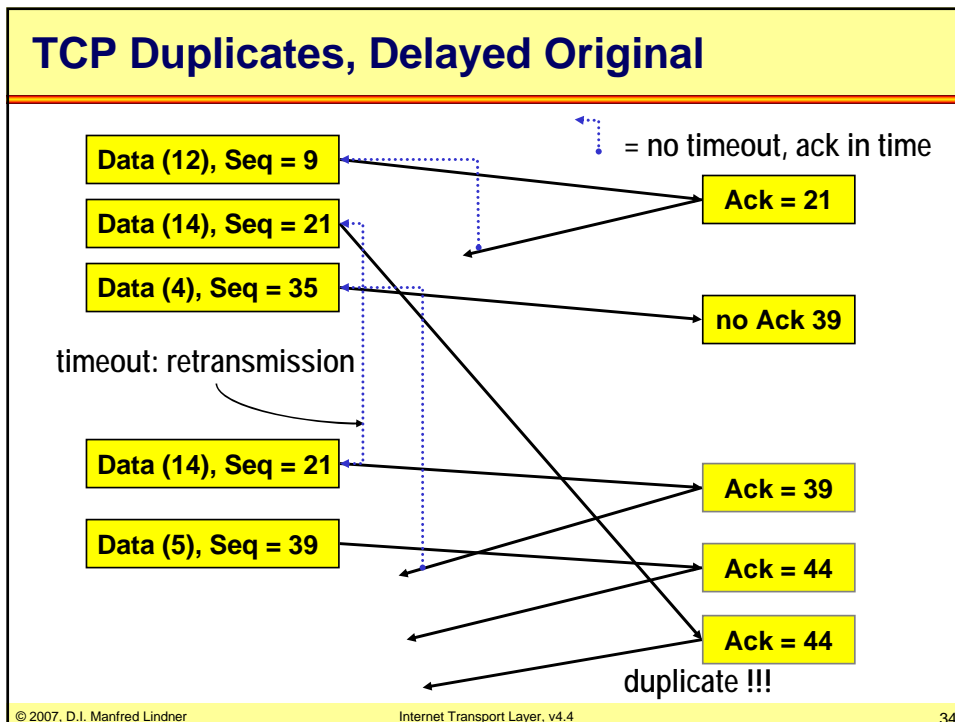 TCP Duplicates, Delayed Original
= no timeout, ack in time
Data (12), Seq = 9
Ack = 21
Data (14), Seq = 21
Data (4), Seq = 35
no Ack 39
timeout: retransmission
Data (14), Seq = 21
Ack = 39
Data (5), Seq = 39
Ack = 44
Ack = 44
duplicate !!!
© 2007, D.I. Manfred Lindner
Internet Transport Layer, v4.4
34